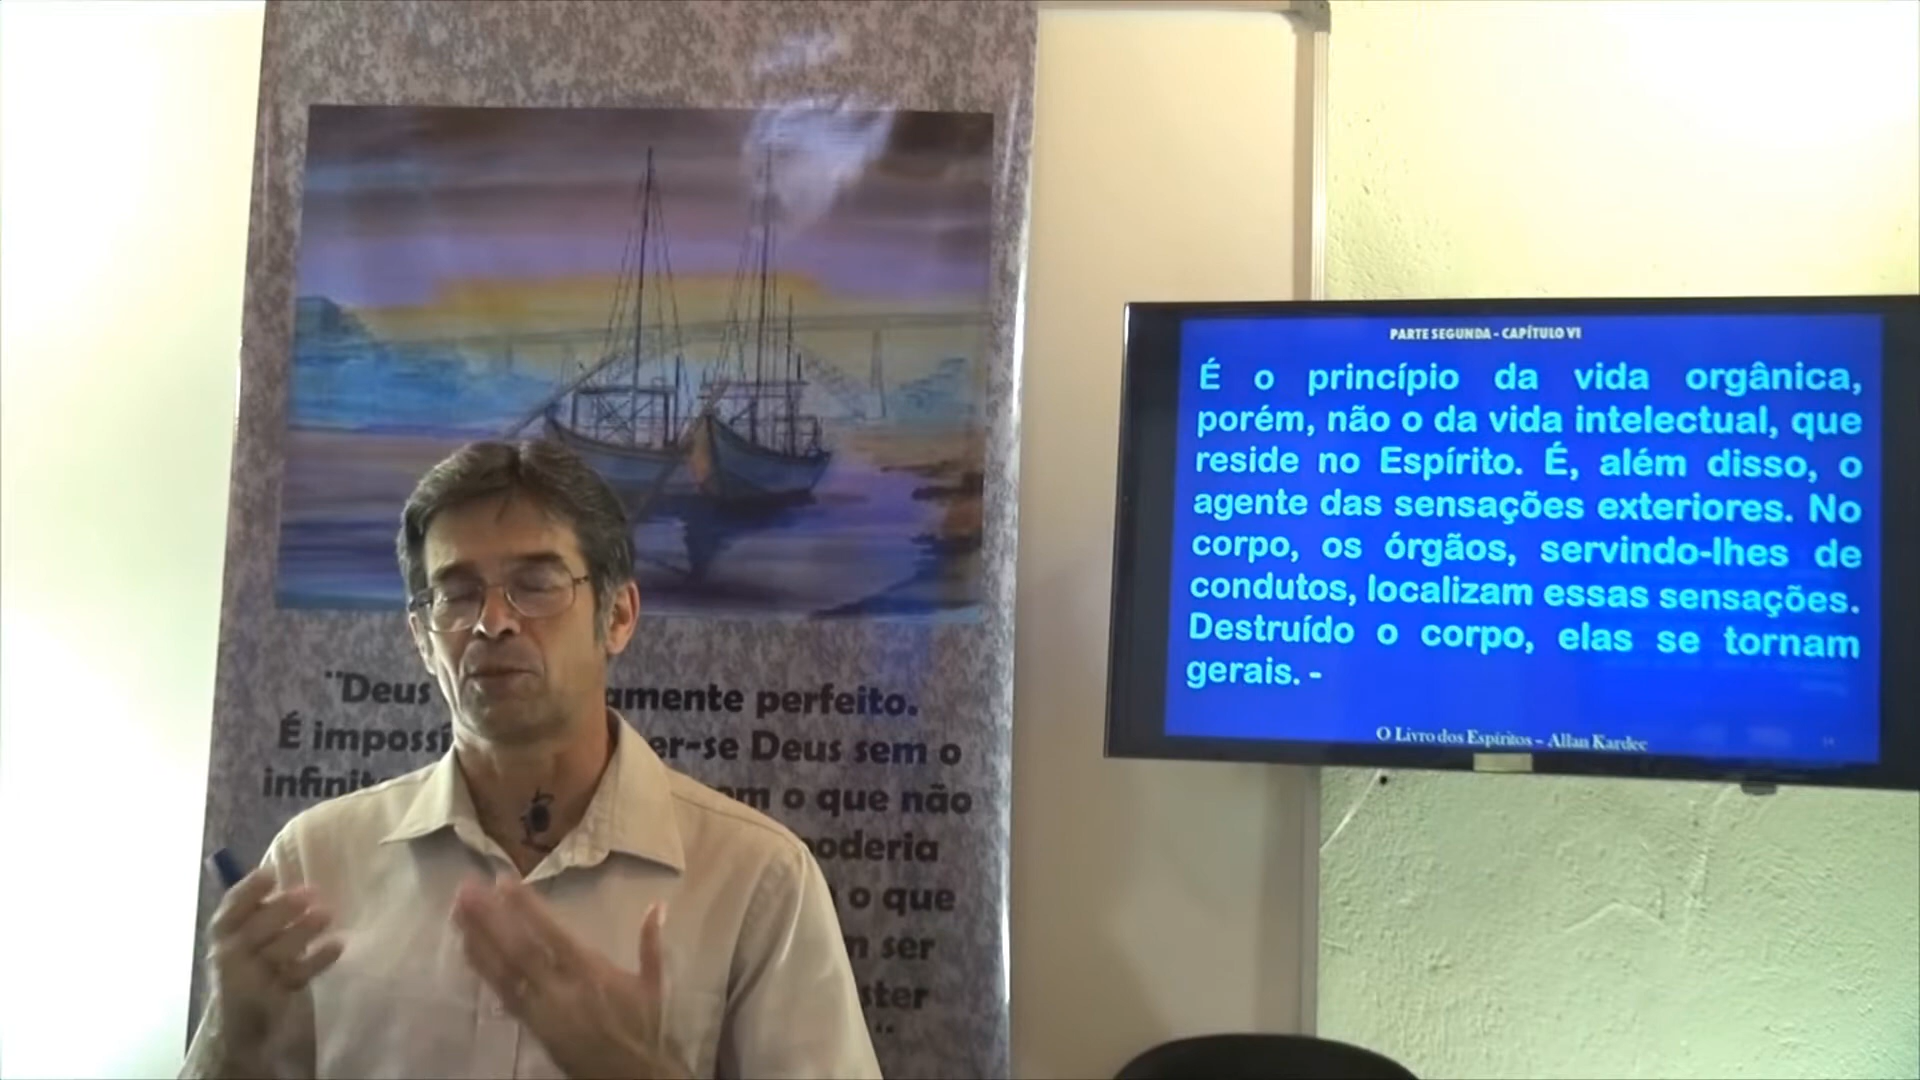 ¨Deus amente perfeito.
É impossí er-se Deus sem o
infinit em o que não
poderia
o que
ser
ster
¨
PARTE SEGUNDA - CAPÍTULO VI
É o princípio da vida orgânica,
porém, não o da vida intelectual, que
reside no Espírito. É, além disso, o
agente das sensações exteriores. No
corpo, os órgãos, servindo-lhes de
condutos, localizam essas sensações.
Destruído o corpo, elas se tornam
gerais. -
O Livro dos Espíritos – Allan Kardec